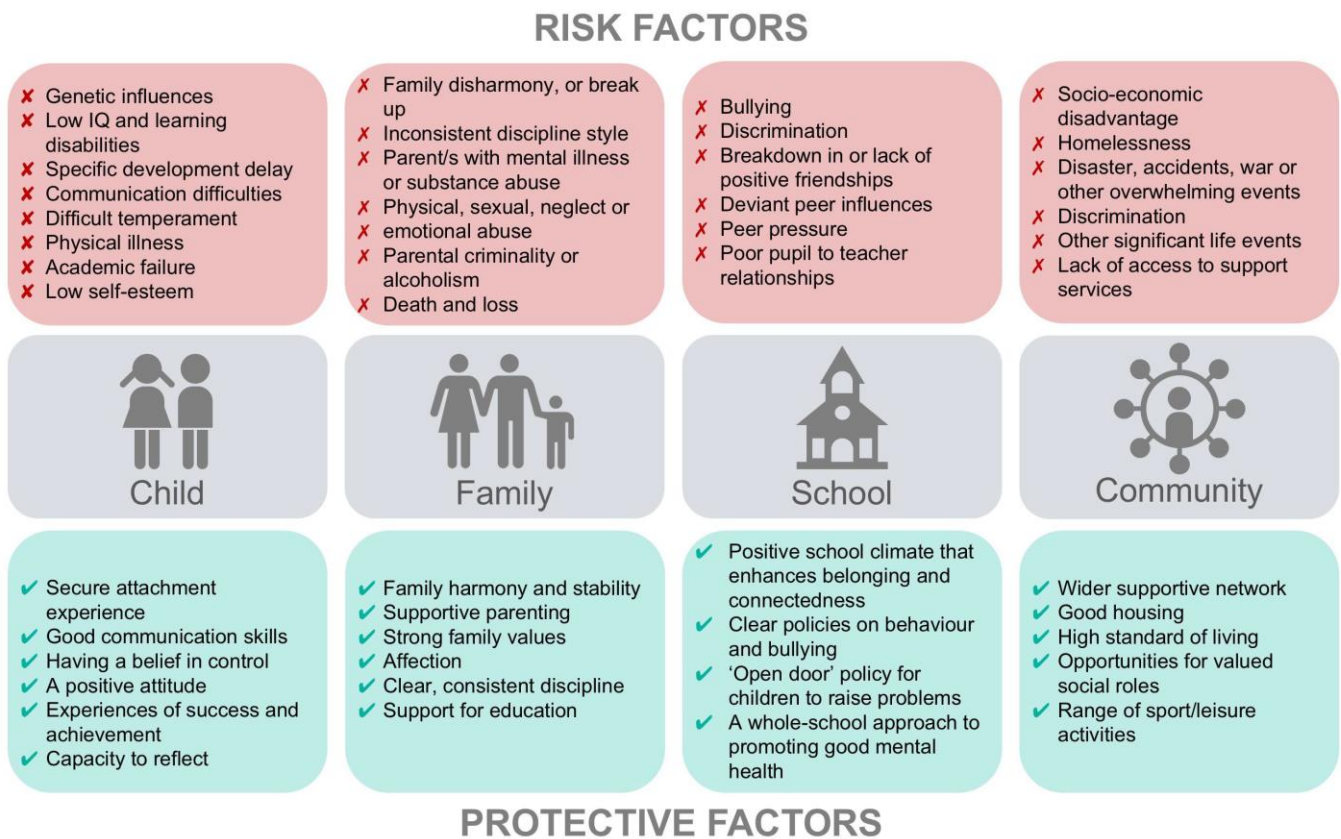 RISK FACTORS
✘ Genetic influences
✘ Low IQ and learning
disabilities
✘ Specific development delay
✘ Communication difficulties
✘ Difficult temperament
✘ Physical illness
✘ Academic failure
✘ Low self-esteem
✗ Family disharmony, or break
up
✗ Inconsistent discipline style
✗ Parent/s with mental illness
or substance abuse
✗ Physical, sexual, neglect or
✗ emotional abuse
✗ Parental criminality or
alcoholism
✗ Death and loss
✗ Bullying
✗ Discrimination
✗ Breakdown in or lack of
positive friendships
✗ Deviant peer influences
✗ Peer pressure
✗ Poor pupil to teacher
relationships
✗ Socio-economic
disadvantage
✗ Homelessness
✗ Disaster, accidents, war or
other overwhelming events
✗ Discrimination
✗ Other significant life events
✗ Lack of access to support
services
Child
Family
School
Community
✔ Secure attachment
experience
✔ Good communication skills
✔ Having a belief in control
✔ A positive attitude
✔ Experiences of success and
achievement
✔ Capacity to reflect
✔ Family harmony and stability
✔ Supportive parenting
✔ Strong family values
✔ Affection
✔ Clear, consistent discipline
✔ Support for education
✔ Positive school climate that
enhances belonging and
connectedness
✔ Clear policies on behaviour
and bullying
✔ ‘Open door’ policy for
children to raise problems
✔ A whole-school approach to
promoting good mental
health
✔ Wider supportive network
✔ Good housing
✔ High standard of living
✔ Opportunities for valued
social roles
✔ Range of sport/leisure
activities
PROTECTIVE FACTORS